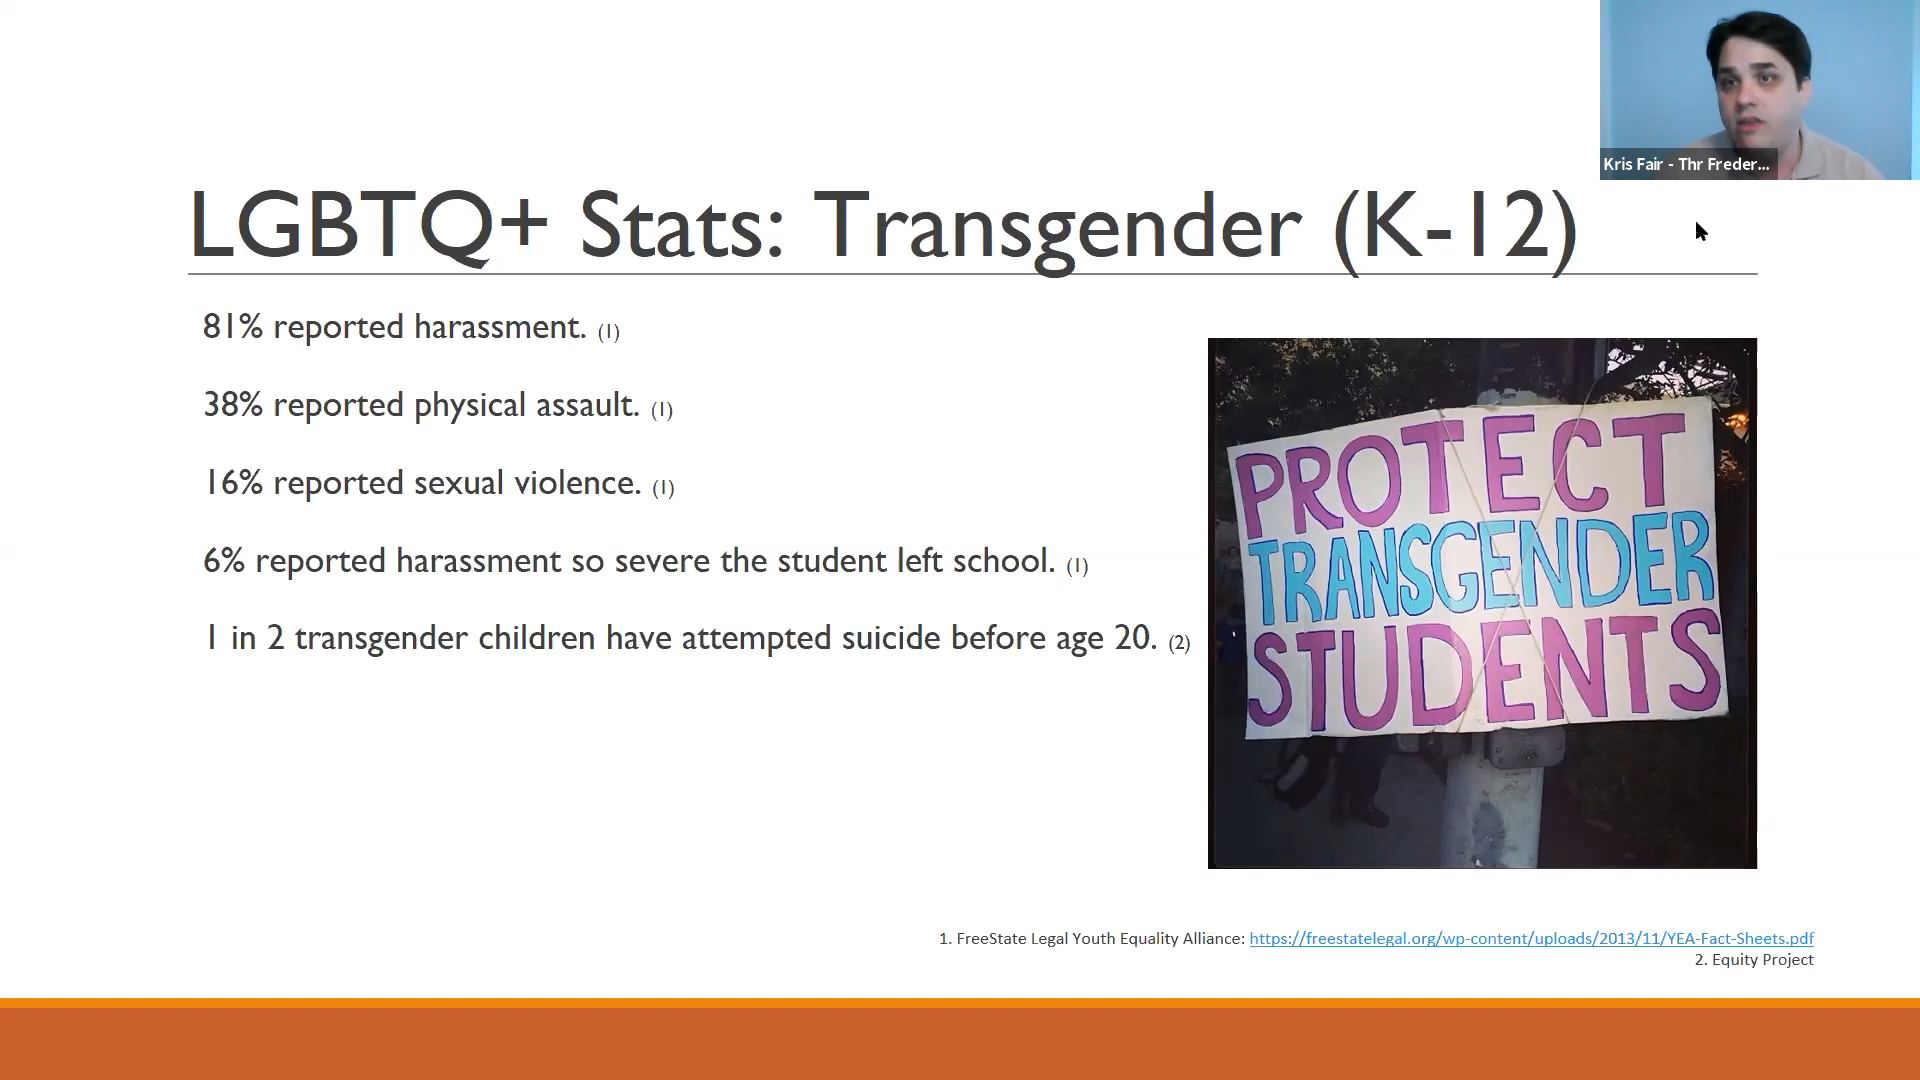 Kris Fair - Thr Freder...
LGBTQ+ Stats: Transgender (K-12)
81% reported harassment. (1)
38% reported physical assault. (1)
16% reported sexual violence. (1)
6% reported harassment so severe the student left school. (1)
1 in 2 transgender children have attempted suicide before age 20. (2)
PROTECT
TRANSGENDER
STUDENTS
1. FreeState Legal Youth Equality Alliance: https://freestatelegal.org/wp-content/uploads/2013/11/YEA-Fact-Sheets.pdf
2. Equity Project